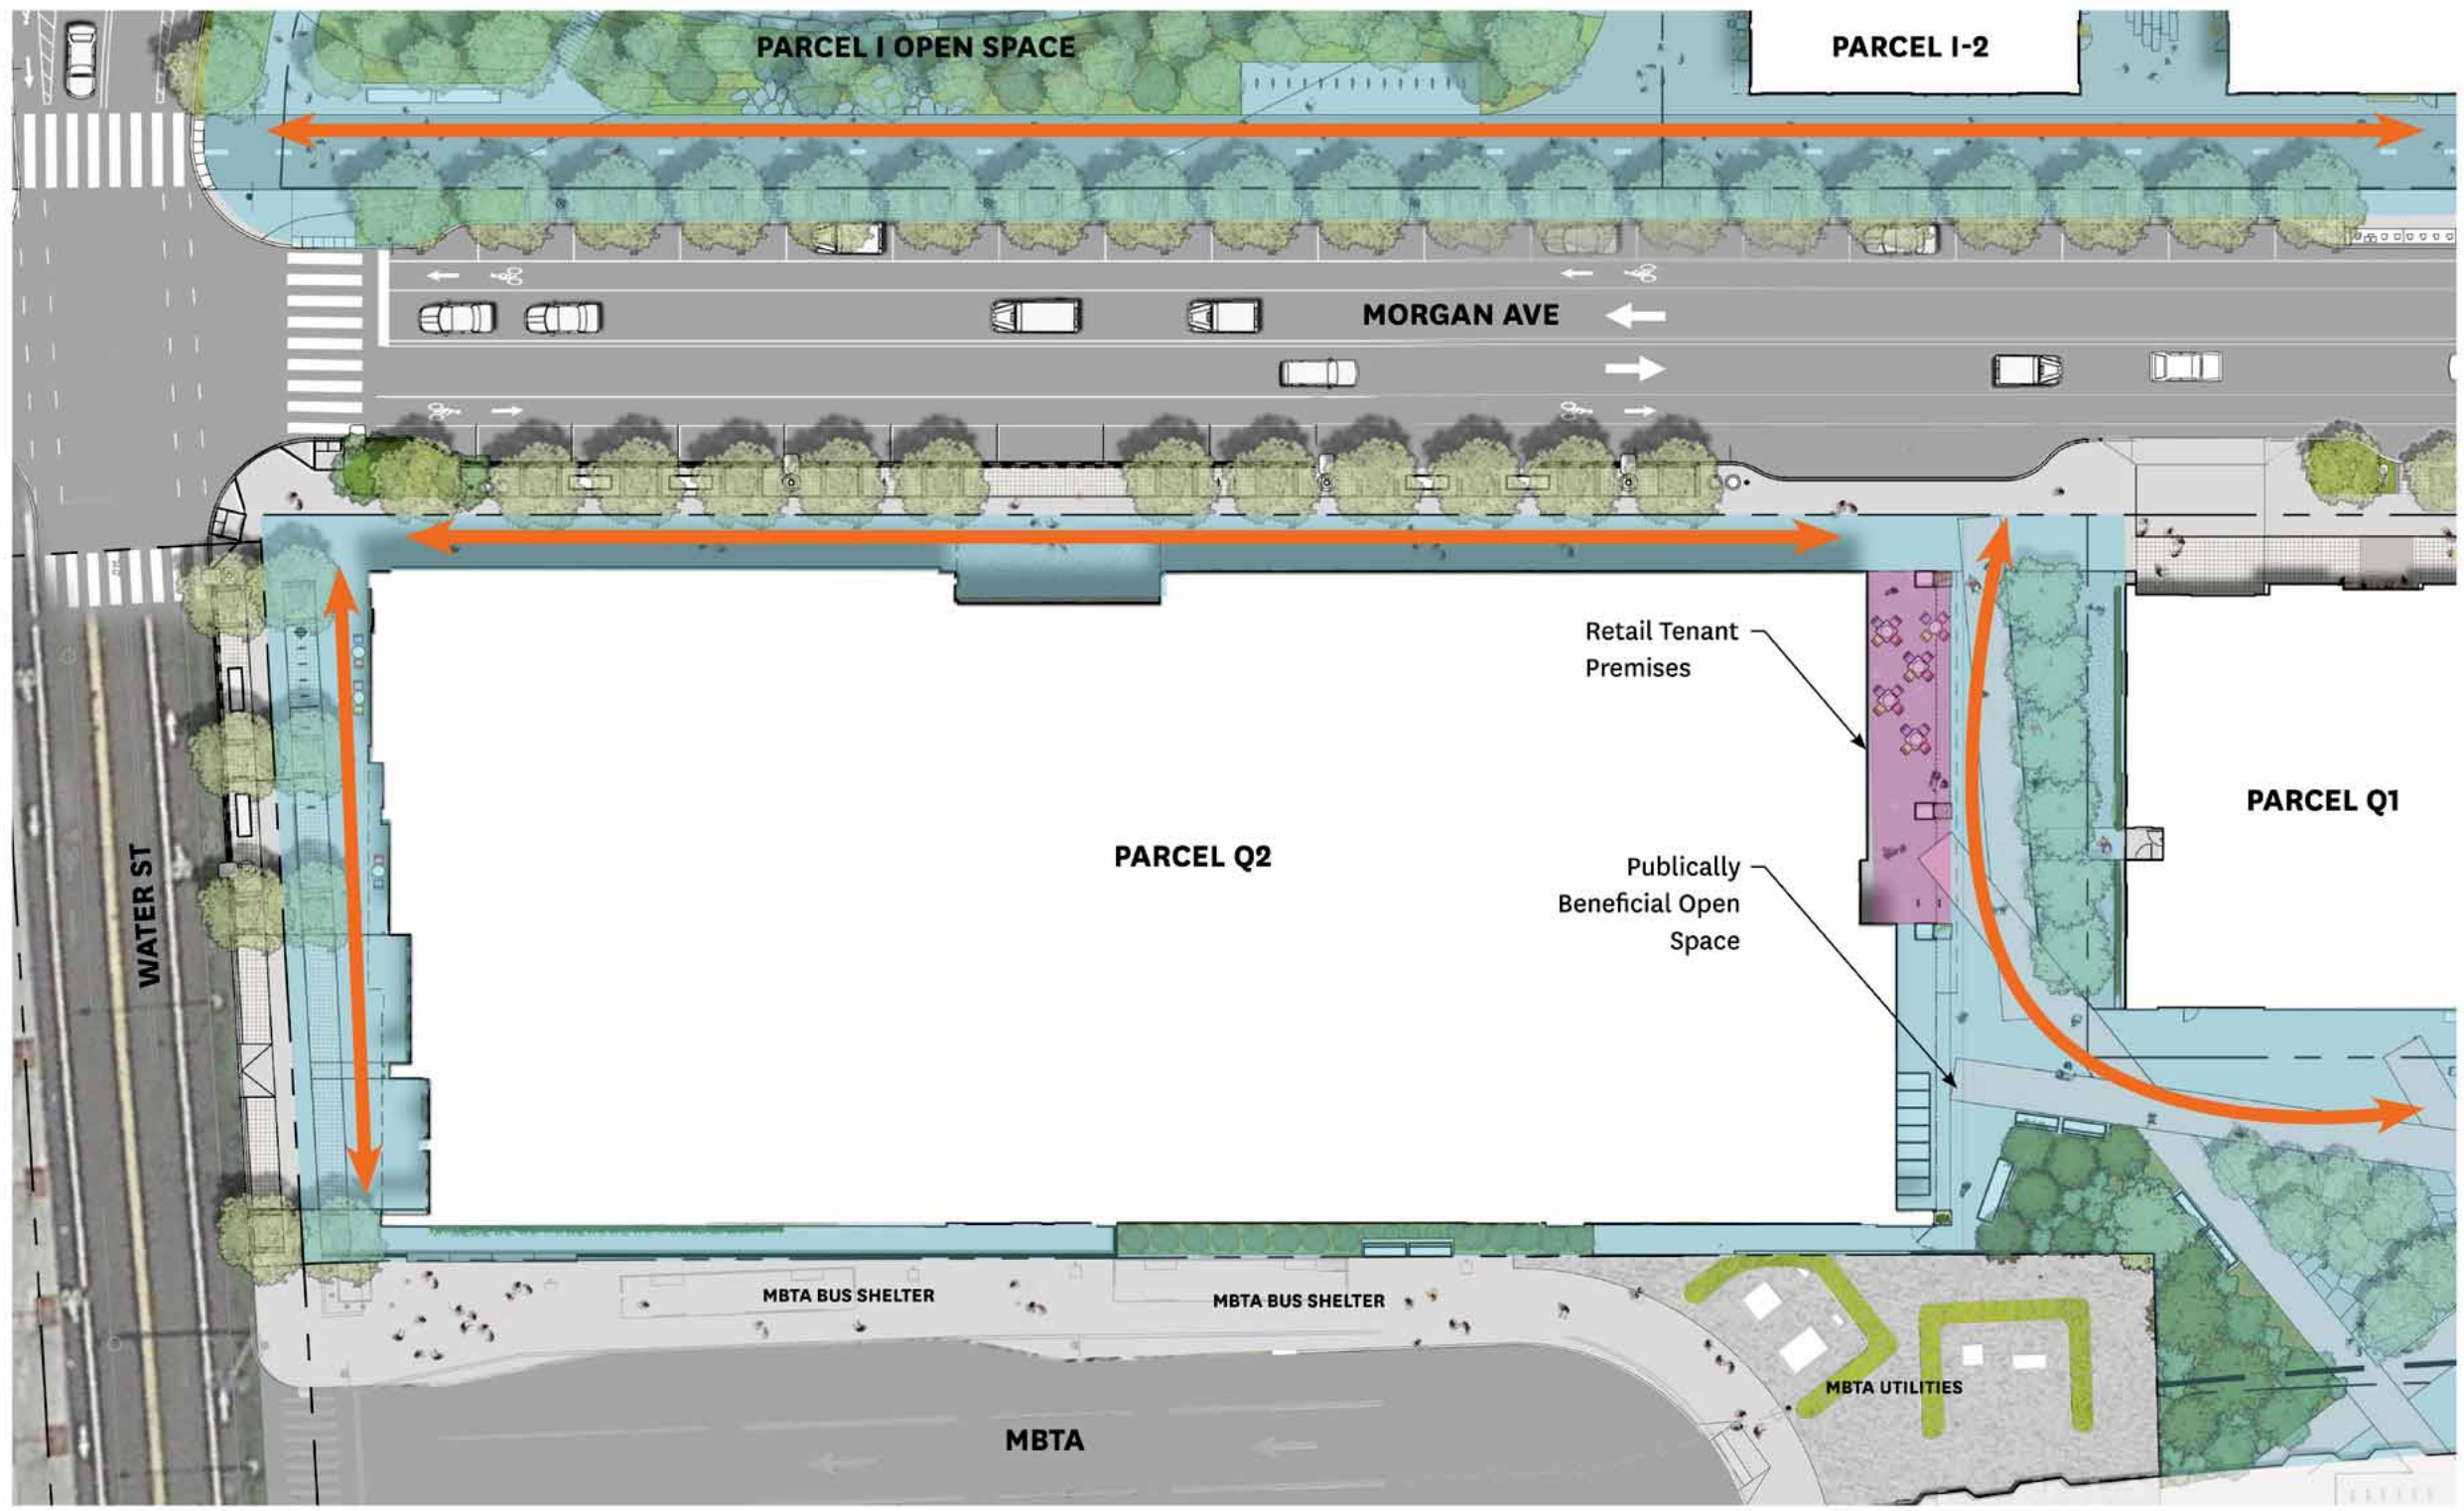 PARCEL I OPEN SPACE
PARCEL I-2
MORGAN AVE
Retail Tenant
Premises
PARCEL Q1
PARCEL Q2
Publically
Beneficial Open
Space
WATER ST
MBTA BUS SHELTER
MBTA BUS SHELTER
MBTA UTILITIES
MBTA